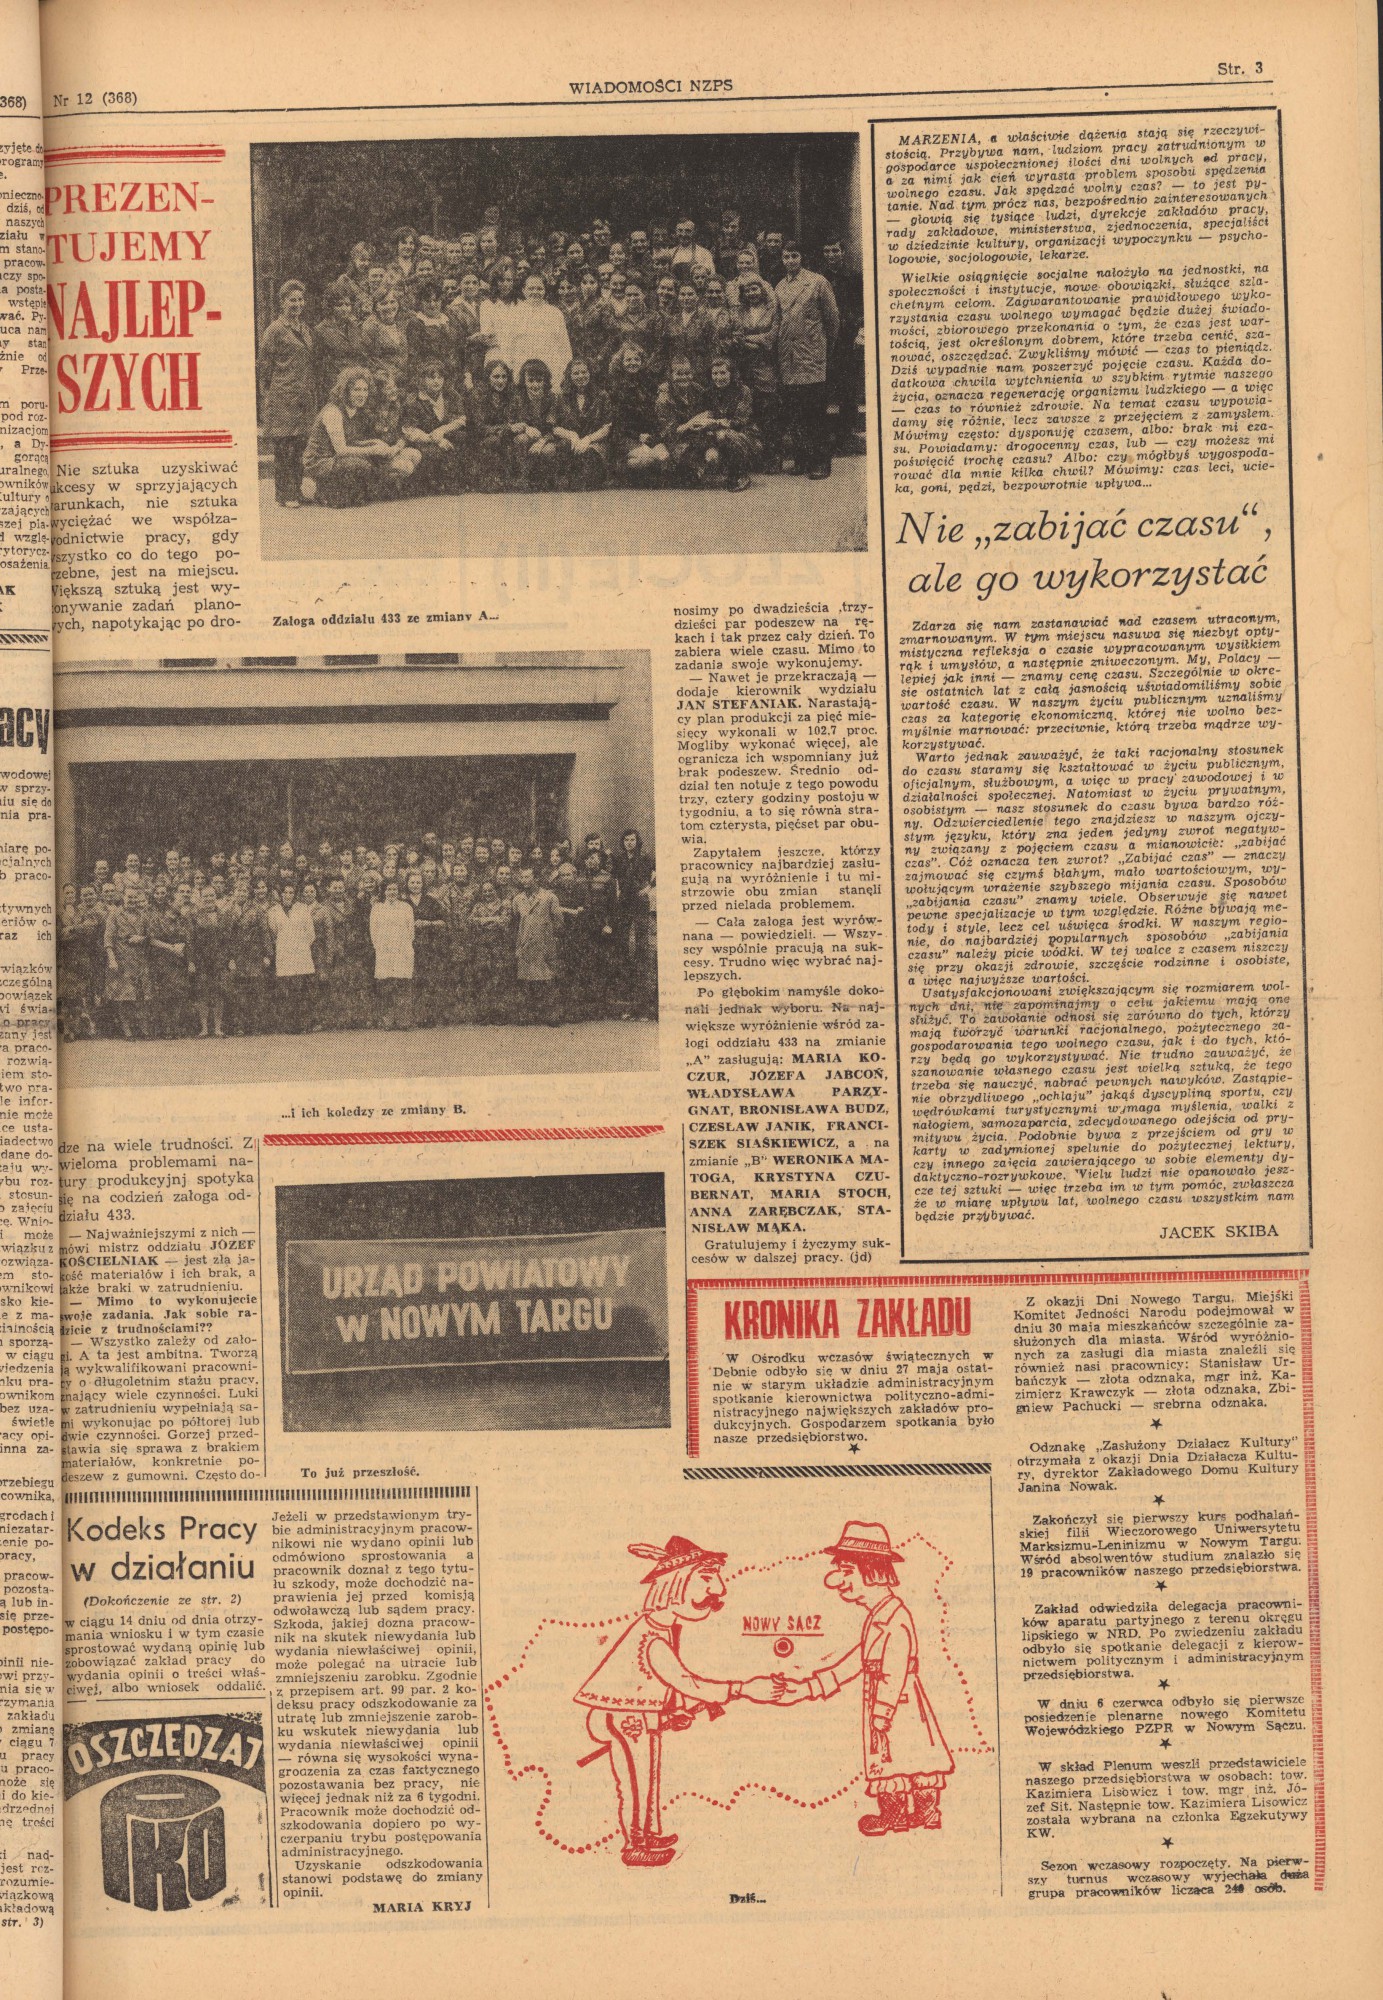 Nr 12 (368)
WIADOMOŚCI NZPS
Str. 3
PREZEN-
TUJEMY
NAJLEP-
SZYCH
Nie sztuka uzyskiwać
w sprzyjających
nie sztuka
we współza-
pracy, gdy
co do tego po-
jest na miejscu.
sztuką jest wy-
zadań plano-
napotykając po dro-
Załoga oddziału 433 ze zmiany A...
...i ich koledzy ze zmiany B.
dze na wiele trudności. Z
wieloma problemami na-
tury produkcyjnej spotyka
się na codzień załoga od-
działu 433.
— Najważniejszymi z nich —
mówi mistrz oddziału JÓZEF
KOŚCIELNIAK — jest zła ja-
kość materiałów i ich brak, a
także braki w zatrudnieniu.
— Mimo to wykonujecie
swoje zadania. Jak sobie ra-
dzicie z trudnościami??
— Wszystko zależy od zało-
gi. A ta jest ambitna. Tworzą
ją wykwalifikowani pracowni-
cy o długoletnim stażu pracy,
znający wiele czynności. Luki
w zatrudnieniu wypełniają sa-
mi wykonując po półtorej lub
dwie czynności. Gorzej przed-
stawia się sprawa z brakiem
materiałów, konkretnie po-
deszew z gumowni. Często do-
nosimy po dwadzieścia ,trzy-
dzieści par podeszew na rę-
kach i tak przez cały dzień. To
zabiera wiele czasu. Mimo to
zadania swoje wykonujemy.
— Nawet je przekraczają —
dodaje kierownik wydziału
JAN STEFANIAK. Narastają-
cy plan produkcji za pięć mie-
sięcy wykonali w 102,7 proc.
Mogliby wykonać więcej, ale
ogranicza ich wspomniany już
brak podeszew. Średnio od-
dział ten notuje z tego powodu
trzy, cztery godziny postoju w
tygodniu, a to się równa stra-
tom czterysta, pięćset par obu-
wia.
Zapytałem jeszcze, którzy
pracownicy najbardziej zasłu-
gują na wyróżnienie i tu mi-
strzowie obu zmian stanęli
przed nielada problemem.
— Cała załoga jest wyrów-
nana — powiedzieli. — Wszy-
scy wspólnie pracują na suk-
cesy. Trudno więc wybrać naj-
lepszych.
Po głębokim namyśle doko-
nali jednak wyboru. Na naj-
większe wyróżnienie wśród za-
łogi oddziału 433 na zmianie
„A" zasługują: MARIA KO-
CZUR, JÓZEFA JABCOŃ,
WŁADYSŁAWA PARZY-
GNAT, BRONISŁAWA BUDZ,
CZESŁAW JANIK, FRANCI-
SZEK SIAŚKIEWICZ, a na
zmianie „B" WERONIKA MA-
TOGA, KRYSTYNA CZU-
BERNAT, MARIA STOCH,
ANNA ZARĘBCZAK, STA-
NISŁAW MĄKA.
Gratulujemy i życzymy suk-
cesów w dalszej pracy. (jd)
URZĄD POWIATOWY
w NOWYM TARGU
To już przeszłość.
MARZENIA, a właściwie dążenia stają się rzeczywi-
stością. Przybywa nam, ludziom pracy zatrudnionym w
gospodarce uspołecznionej ilości dni wolnych od pracy,
a za nimi jak cień wyrasta problem sposobu spędzenia
wolnego czasu. Jak spędzać wolny czas? — to jest py-
tanie. Nad tym prócz nas, bezpośrednio zainteresowanych
— głowią się tysiące ludzi, dyrekcje zakładów pracy,
rady zakładowe, ministerstwa, zjednoczenia, specjaliści
w dziedzinie kultury, organizacji wypoczynku — psycho-
logowie, socjologowie, lekarze.
Wielkie osiągnięcie socjalne nałożyło na jednostki, na
społeczności i instytucje, nowe obowiązki, służące szla-
chetnym celom. Zagwarantowanie prawidłowego wyko-
rzystania czasu wolnego wymagać będzie dużej świado-
mości, zbiorowego przekonania o tym, że czas jest war-
tością, jest określonym dobrem, które trzeba cenić, sza-
nować, oszczędzać. Zwykliśmy mówić — czas to pieniądz.
Dziś wypadnie nam poszerzyć pojęcie czasu. Każda do-
datkowa chwila wytchnienia w szybkim rytmie naszego
życia, oznacza regenerację organizmu ludzkiego — a więc
— czas to również zdrowie. Na temat czasu wypowia-
damy się różnie, lecz zawsze z przejęciem z zamysłem.
Mówimy często: dysponuję czasem, albo: brak mi cza-
su. Powiadamy: drogocenny czas, lub — czy możesz mi
poświęcić trochę czasu? Albo: czy mógłbyś wygospoda-
rować dla mnie kilka chwil? Mówimy: czas leci, ucie-
ka, goni, pędzi, bezpowrotnie upływa...
Nie „zabijać czasu",
ale go wykorzystać
Zdarza się nam zastanawiać nad czasem utraconym,
zmarnowanym. W tym miejscu nasuwa się niezbyt opty-
mistyczna refleksja o czasie wypracowanym wysiłkiem
rąk i umysłów, a następnie zniweczonym. My, Polacy —
lepiej jak inni — znamy cenę czasu. Szczególnie w okre-
sie ostatnich lat z całą jasnością uświadomiliśmy sobie
wartość czasu. W naszym życiu publicznym uznaliśmy
czas za kategorię ekonomiczną, której nie wolno bez-
myślnie marnować: przeciwnie, którą trzeba mądrze wy-
korzystywać.
Warto jednak zauważyć, że taki racjonalny stosunek
do czasu staramy się kształtować w życiu publicznym,
oficjalnym, służbowym, a więc w pracy zawodowej i w
działalności społecznej. Natomiast w życiu prywatnym,
osobistym — nasz stosunek do czasu bywa bardzo róż-
ny. Odzwierciedlenie tego znajdziesz w naszym ojczy-
stym języku, który zna jeden jedyny zwrot negatyw-
ny związany z pojęciem czasu a mianowicie: „zabijać
czas". Cóż oznacza ten zwrot? „Zabijać czas" — znaczy
zajmować się czymś błahym, mało wartościowym, wy-
wołującym wrażenie szybszego mijania czasu. Sposobów
„zabijania czasu" znamy wiele. Obserwuje się nawet
pewne specjalizacje w tym względzie. Różne bywają me-
tody i style, lecz cel uświęca środki. W naszym regio-
nie, do najbardziej popularnych sposobów „zabijania
czasu" należy picie wódki. W tej walce z czasem niszczy
się przy okazji zdrowie, szczęście rodzinne i osobiste,
a więc najwyższe wartości.
Usatysfakcjonowani zwiększającym się rozmiarem wol-
nych dni, nie zapominajmy o celu jakiemu mają one
służyć. To zawołanie odnosi się zarówno do tych, którzy
mają tworzyć warunki racjonalnego, pożytecznego za-
gospodarowania tego wolnego czasu, jak i do tych, któ-
rzy będą go wykorzystywać. Nie trudno zauważyć, że
szanowanie własnego czasu jest wielką sztuką, że tego
trzeba się nauczyć, nabrać pewnych nawyków. Zastąpie-
nie obrzydliwego „ochlaju" jakąś dyscypliną sportu, czy
wędrówkami turystycznymi wymaga myślenia, walki z
nałogiem, samozaparcia, zdecydowanego odejścia od pry-
mitywu życia. Podobnie bywa z przejściem od gry w
karty w zadymionej spelunie do pożytecznej lektury,
czy innego zajęcia zawierającego w sobie elementy dy-
daktyczno-rozrywkowe. Wielu ludzi nie opanowało jesz-
cze tej sztuki — więc trzeba im w tym pomóc, zwłaszcza
że w miarę upływu lat, wolnego czasu wszystkim nam
będzie przybywać.
JACEK SKIBA
KRONIKA ZAKŁADU
W Ośrodku wczasów świątecznych w
Dębnie odbyło się w dniu 27 maja ostat-
nie w starym układzie administracyjnym
spotkanie kierownictwa polityczno-admi-
nistracyjnego największych zakładów pro-
dukcyjnych. Gospodarzem spotkania było
nasze przedsiębiorstwo.
Z okazji Dni Nowego Targu, Miejski
Komitet Jedności Narodu podejmował w
dniu 30 maja mieszkańców szczególnie za-
służonych dla miasta. Wśród wyróżnio-
nych za zasługi dla miasta znaleźli się
również nasi pracownicy: Stanisław Ur-
bańczyk — złota odznaka, mgr inż. Ka-
zimierz Krawczyk — złota odznaka, Zbi-
gniew Pachucki — srebrna odznaka.
Odznakę „Zasłużony Działacz Kultury"
otrzymała z okazji Dnia Działacza Kultu-
ry, dyrektor Zakładowego Domu Kultury
Janina Nowak.
Zakończył się pierwszy kurs podhalań-
skiej filii Wieczorowego Uniwersytetu
Marksizmu-Leninizmu w Nowym Targu.
Wśród absolwentów studium znalazło się
19 pracowników naszego przedsiębiorstwa.
Zakład odwiedziła delegacja pracowni-
ków aparatu partyjnego z terenu okręgu
lipskiego w NRD. Po zwiedzeniu zakładu
odbyło się spotkanie delegacji z kierow-
nictwem politycznym i administracyjnym
przedsiębiorstwa.
W dniu 6 czerwca odbyło się pierwsze
posiedzenie plenarne nowego Komitetu
Wojewódzkiego PZPR w Nowym Sączu.
W skład Plenum weszli przedstawiciele
naszego przedsiębiorstwa w osobach: tow.
Kazimiera Lisowicz i tow. mgr inż. Jó-
zef Sit. Następnie tow. Kazimiera Lisowicz
została wybrana na członka Egzekutywy
KW.
Sezon wczasowy rozpoczęty. Na pierw-
szy turnus wczasowy wyjechała duża
grupa pracowników licząca osób.
Kodeks Pracy
w działaniu
(Dokończenie ze str. 2)
w ciągu 14 dniu od dnia otrzy-
mania wniosku i w tym czasie
sprostować wydaną opinię lub
zobowiązać zakład pracy do
wydania opinii o treści właś-
ciwej, albo wniosek oddalić.
Jeżeli w przedstawionym try-
bie administracyjnym pracow-
nikowi nie wydano opinii lub
odmówiono sprostowania a
pracownik doznał z tego tytu-
łu szkody, może dochodzić na-
prawienia jej przed komisją
odwoławczą lub sądem pracy.
Szkoda, jakiej dozna pracow-
nik na skutek niewydania lub
wydania niewłaściwej opinii,
może polegać na utracie lub
zmniejszeniu zarobku. Zgodnie
z przepisem art. 99 par. 2 ko-
deksu pracy odszkodowanie za
utratę lub zmniejszenie zarob-
ku wskutek niewydania lub
wydania niewłaściwej opinii
— równa się wysokości wyna-
grodzenia za czas faktycznego
pozostawania bez pracy, nie
więcej jednak niż za 6 tygodni.
Pracownik może dochodzić od-
szkodowania dopiero po wy-
czerpaniu trybu postępowania
administracyjnego.
Uzyskanie odszkodowania
stanowi podstawę do zmiany
opinii.
MARIA KRYJ
OSZCZĘDZAJ
PKO
NOWY SĄCZ
Dziś...